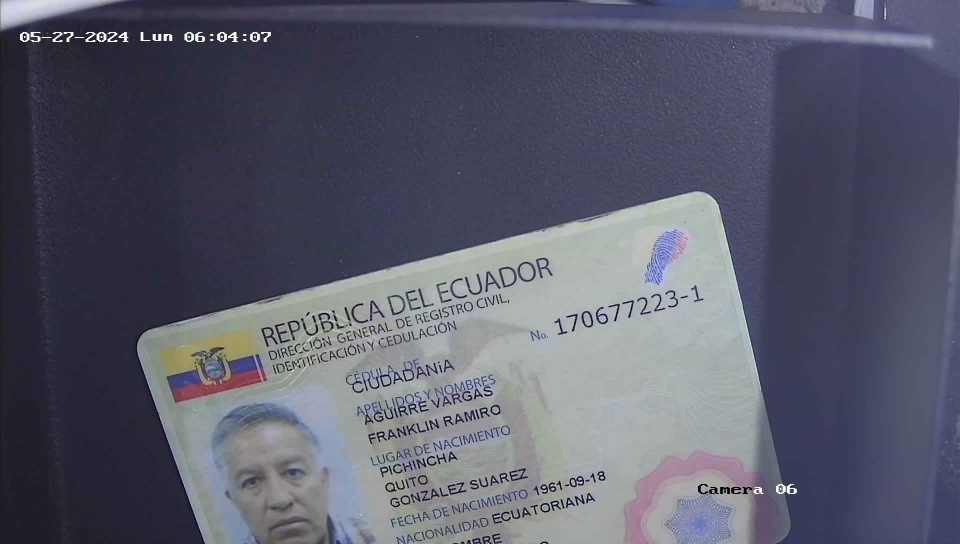 05-27-2024 Lun 06:04:07
REPÚBLICA DEL ECUADOR
DIRECCIÓN GENERAL DE REGISTRO CIVIL,
IDENTIFICACIÓN Y CEDULACIÓN
No. 170677223-1
CÉDULA DE
CIUDADANíA
APELLIDOS Y NOMBRES
AGUIRRE VARGAS
FRANKLIN RAMIRO
LUGAR DE NACIMIENTO
PICHINCHA
QUITO
GONZALEZ SUAREZ
FECHA DE NACIMIENTO 1961-09-18
NACIONALIDAD ECUATORIANA
Camera 06